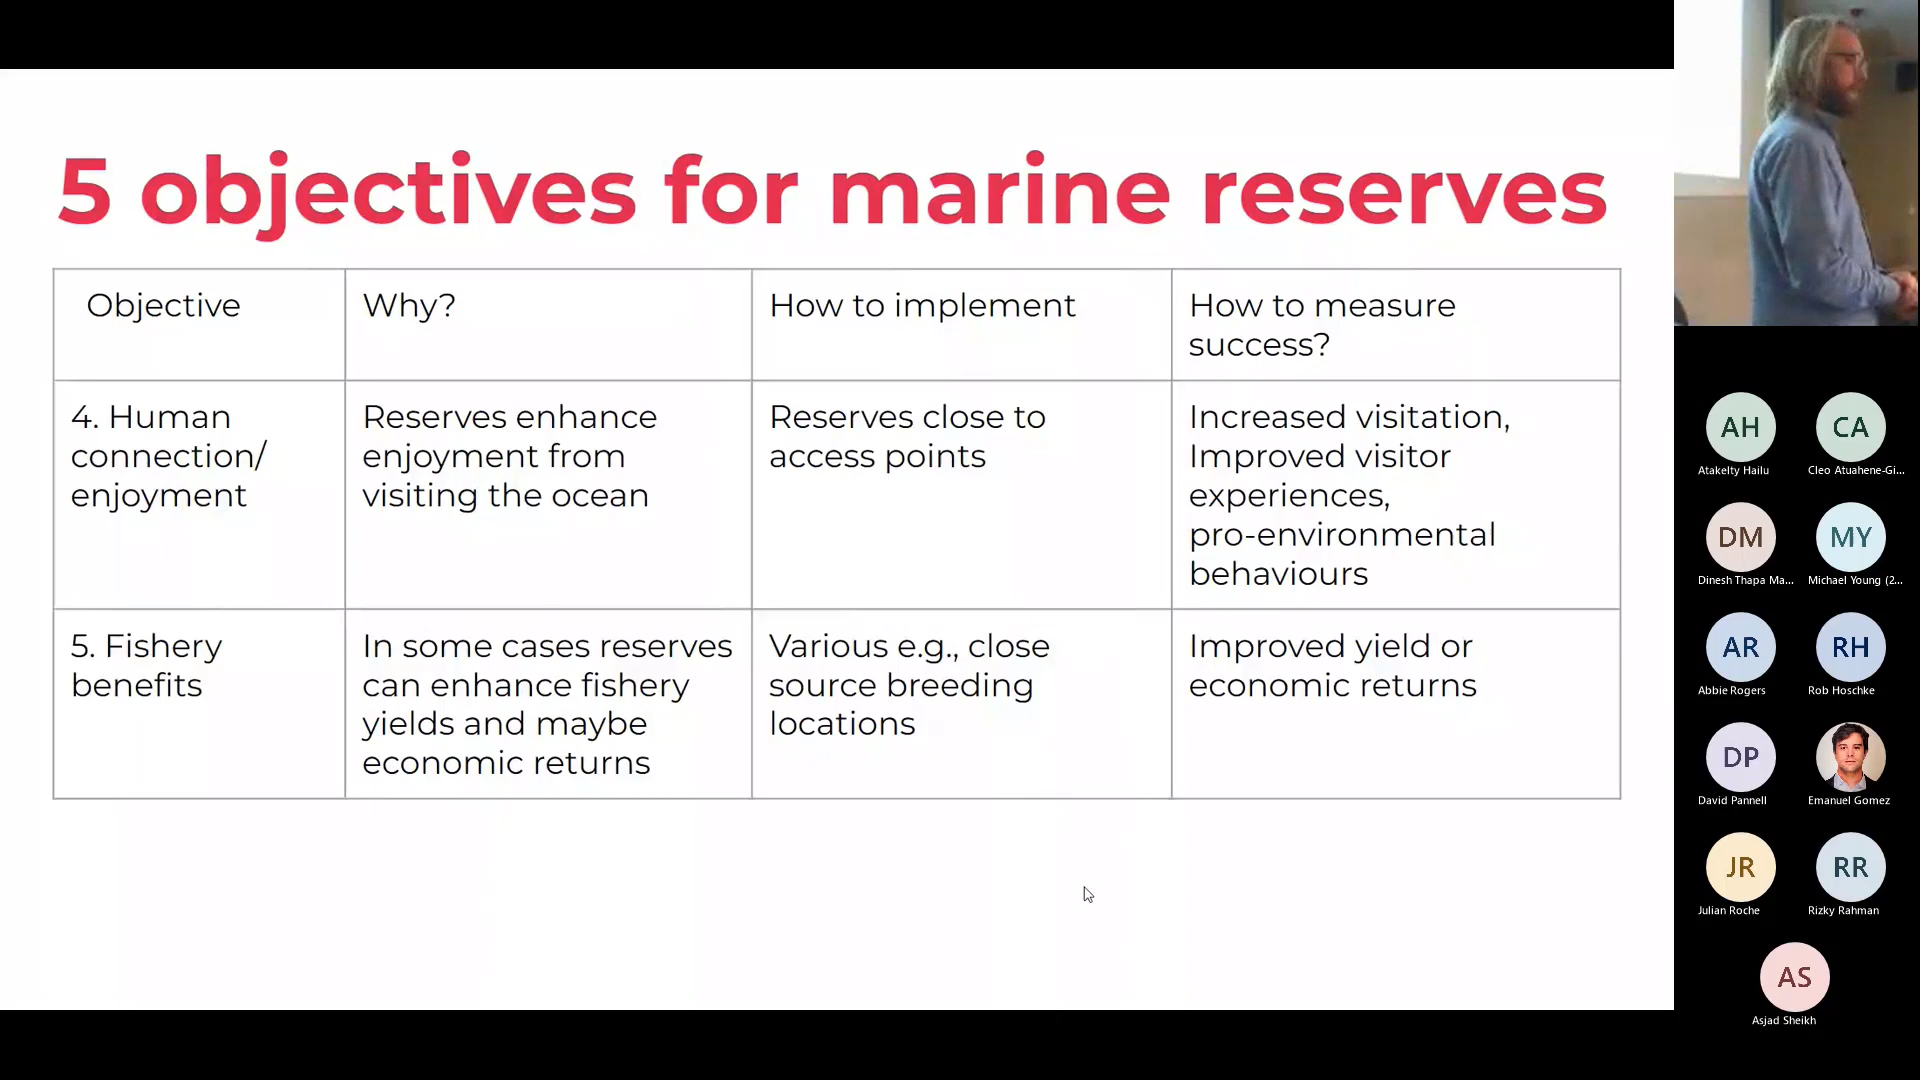 5 objectives for marine reserves
Objective
Why?
How to implement
How to measure
success?
4. Human
connection/
enjoyment
Reserves enhance
enjoyment from
visiting the ocean
Reserves close to
access points
Increased visitation,
Improved visitor
experiences,
pro-environmental
behaviours
5. Fishery
benefits
In some cases reserves
can enhance fishery
yields and maybe
economic returns
Various e.g., close
source breeding
locations
Improved yield or
economic returns
AH
Atakelty Hailu
CA
Cleo Atuahene-Gi...
DM
Dinesh Thapa Ma...
MY
Michael Young (2...
AR
Abbie Rogers
RH
Rob Hoschke
DP
David Pannell
Emanuel Gomez
JR
Julian Roche
RR
Rizky Rahman
AS
Asjad Sheikh